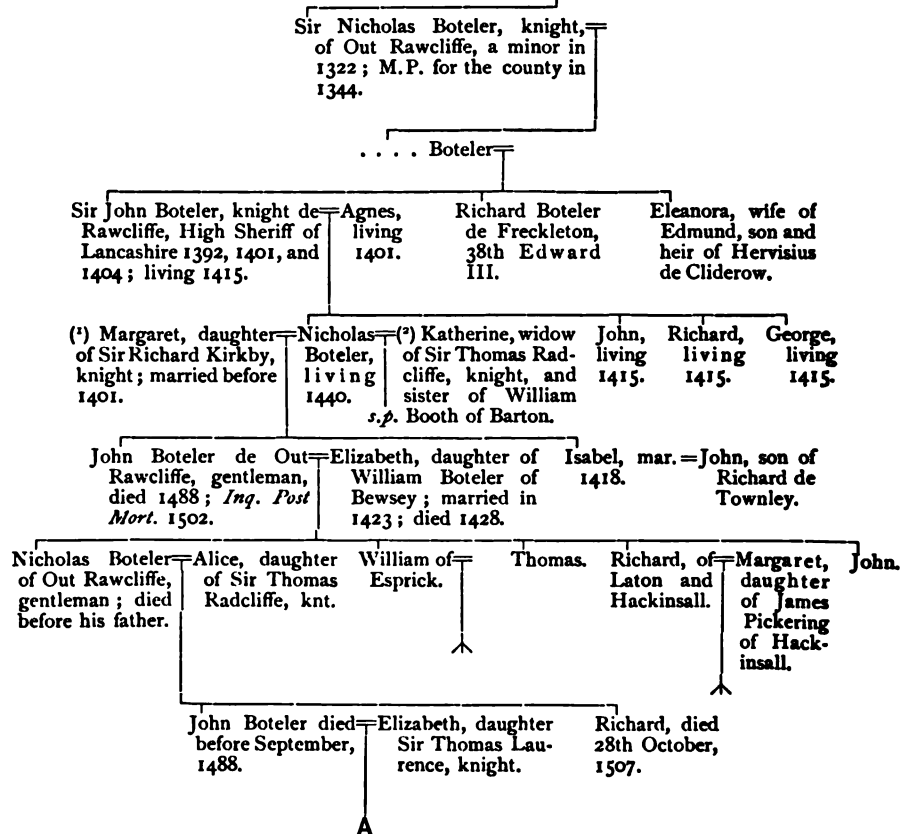 Sir Nicholas Boteler, knight,
of Out Rawcliffe, a minor in
1322; M.P. for the county in
1344.
. . . . Boteler
Sir John Boteler, knight de
Rawcliffe, High Sheriff of
Lancashire 1392, 1401, and
1404; living 1415.
Agnes,
living
1401.
Richard Boteler
de Freckleton,
38th Edward
III.
Eleanora, wife of
Edmund, son and
heir of Hervisius
de Cliderow.
(1) Margaret, daughter
of Sir Richard Kirkby,
knight; married before
1401.
Nicholas
Boteler,
living
1440.
(2) Katherine, widow
of Sir Thomas Rad-
cliffe, knight, and
sister of William
s.p. Booth of Barton.
John,
living
1415.
Richard,
living
1415.
George,
living
1415.
John Boteler de Out
Rawcliffe, gentleman,
died 1488; Inq. Post
Mort. 1502.
Elizabeth, daughter of
William Boteler of
Bewsey; married in
1423; died 1428.
Isabel, mar.
1418.
John, son of
Richard de
Townley.
Nicholas Boteler
of Out Rawcliffe,
gentleman; died
before his father.
Alice, daughter
of Sir Thomas
Radcliffe, knt.
William of
Esprick.
Thomas.
Richard, of
Laton and
Hackinsall.
Margaret,
daughter
of James
Pickering
of Hack-
insall.
John.
John Boteler died
before September,
1488.
Elizabeth, daughter
Sir Thomas Lau-
rence, knight.
Richard, died
28th October,
1507.
A